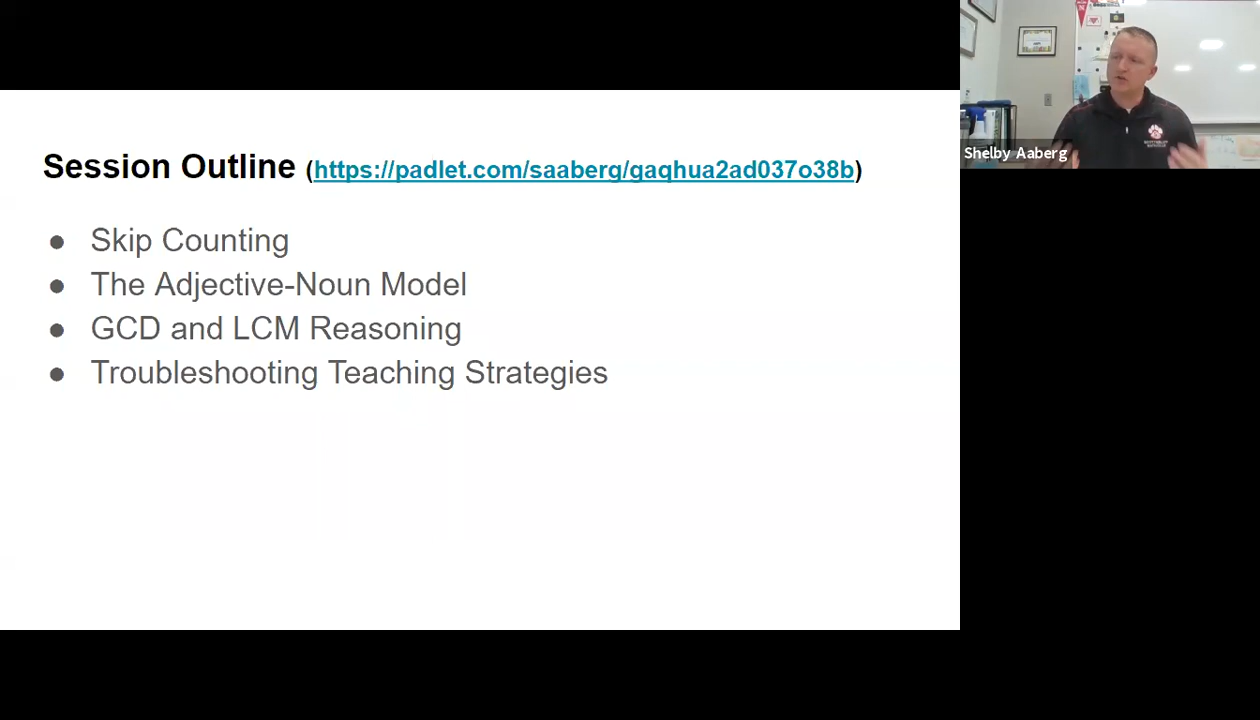 Session Outline (https://padlet.com/saaberg/gaqhua2ad037o38b)
● Skip Counting
● The Adjective-Noun Model
● GCD and LCM Reasoning
● Troubleshooting Teaching Strategies
Shelby Aaberg